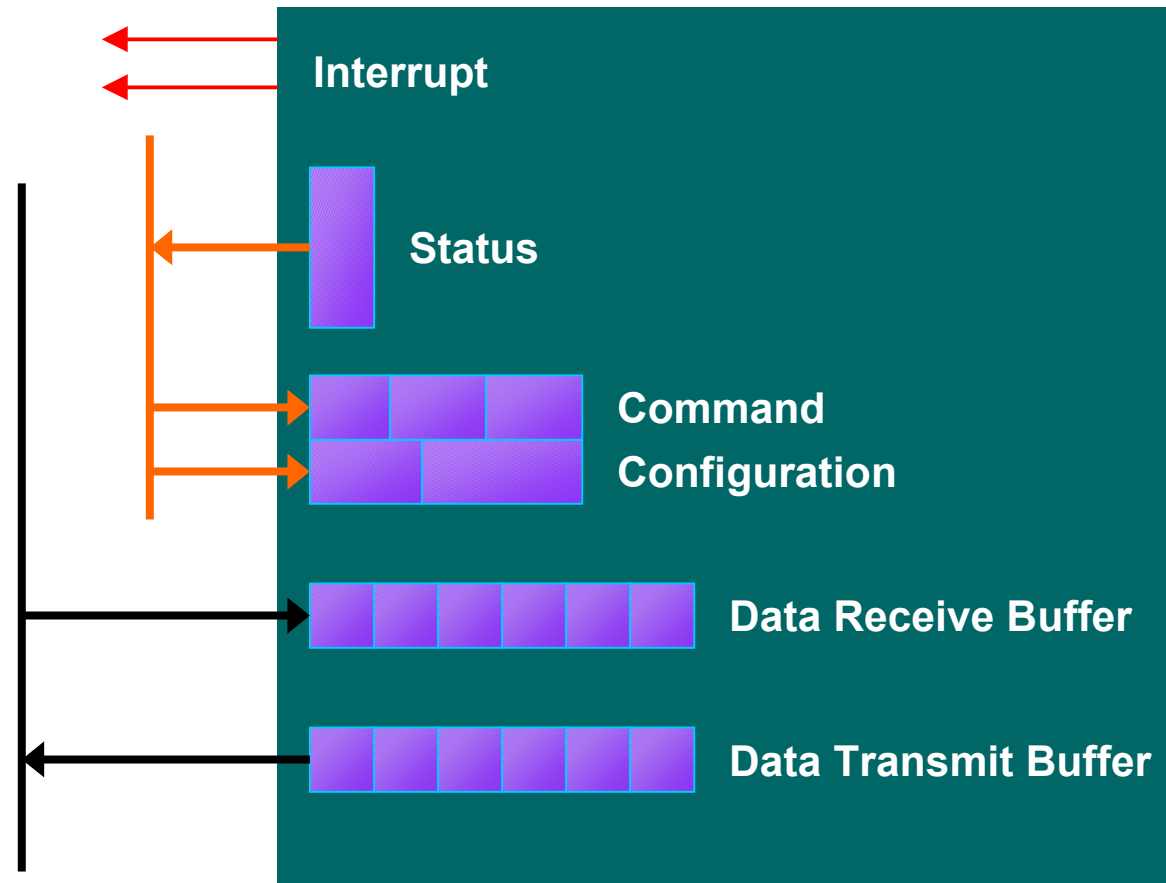 Interrupt
Status
Command
Configuration
Data Receive Buffer
Data Transmit Buffer